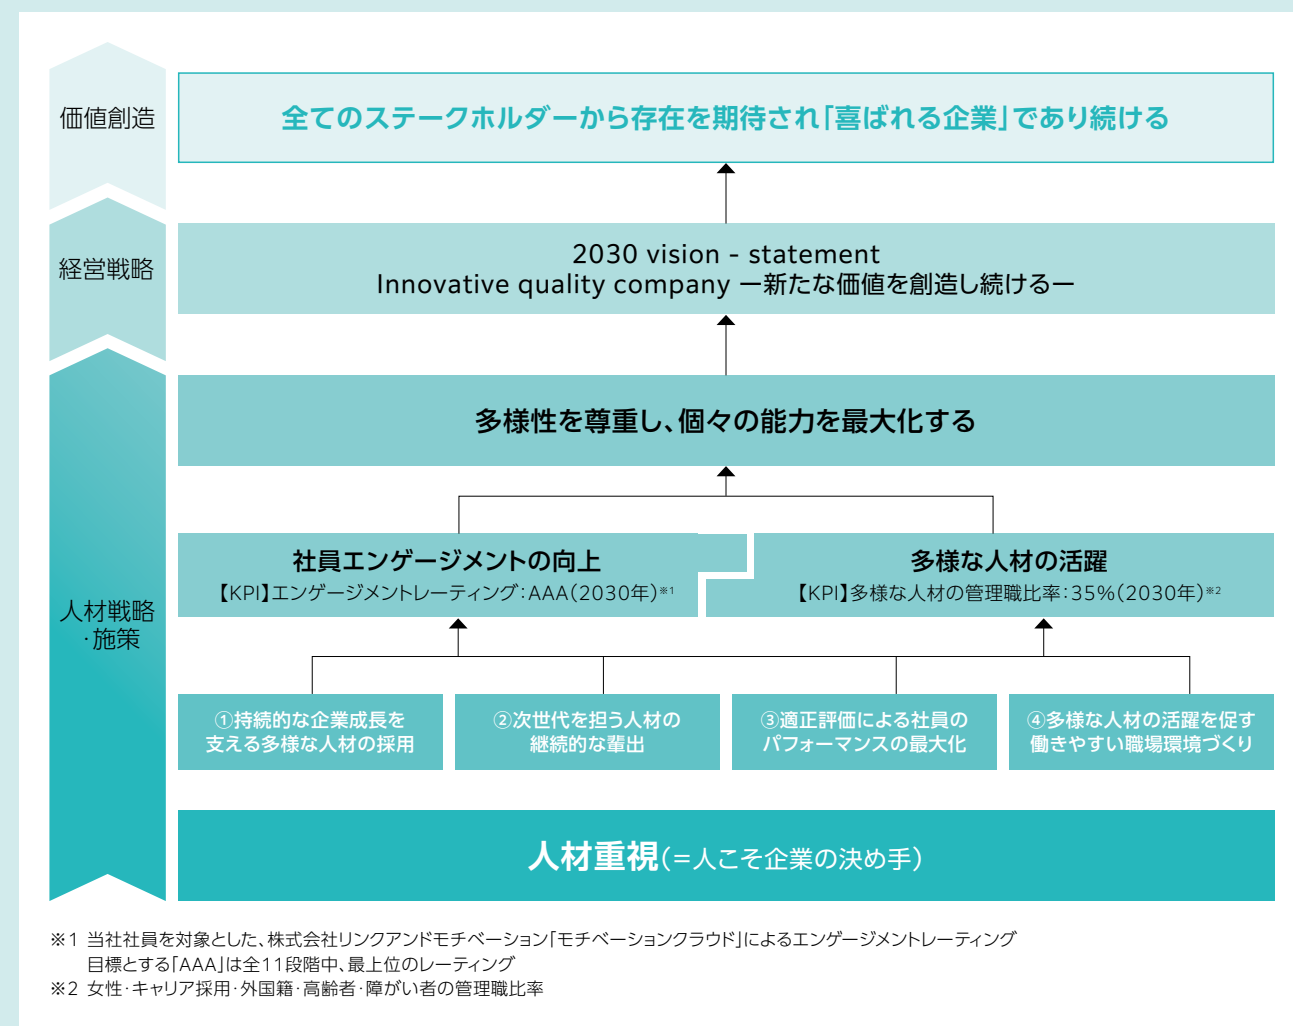 価値創造
全てのステークホルダーから存在を期待され「喜ばれる企業」であり続ける
経営戦略
2030 vision - statement
Innovative quality company ー新たな価値を創造し続けるー
人材戦略
・施策
多様性を尊重し、個々の能力を最大化する
社員エンゲージメントの向上
【KPI】エンゲージメントレーティング：AAA（2030年）※1
多様な人材の活躍
【KPI】多様な人材の管理職比率：35%（2030年）※2
①持続的な企業成長を
支える多様な人材の採用
②次世代を担う人材の
継続的な輩出
③適正評価による社員の
パフォーマンスの最大化
④多様な人材の活躍を促す
働きやすい職場環境づくり
人材重視（＝人こそ企業の決め手）
※1 当社社員を対象とした、株式会社リンクアンドモチベーション「モチベーションクラウド」によるエンゲージメントレーティング
目標とする「AAA」は全11段階中、最上位のレーティング
※2 女性・キャリア採用・外国籍・高齢者・障がい者の管理職比率